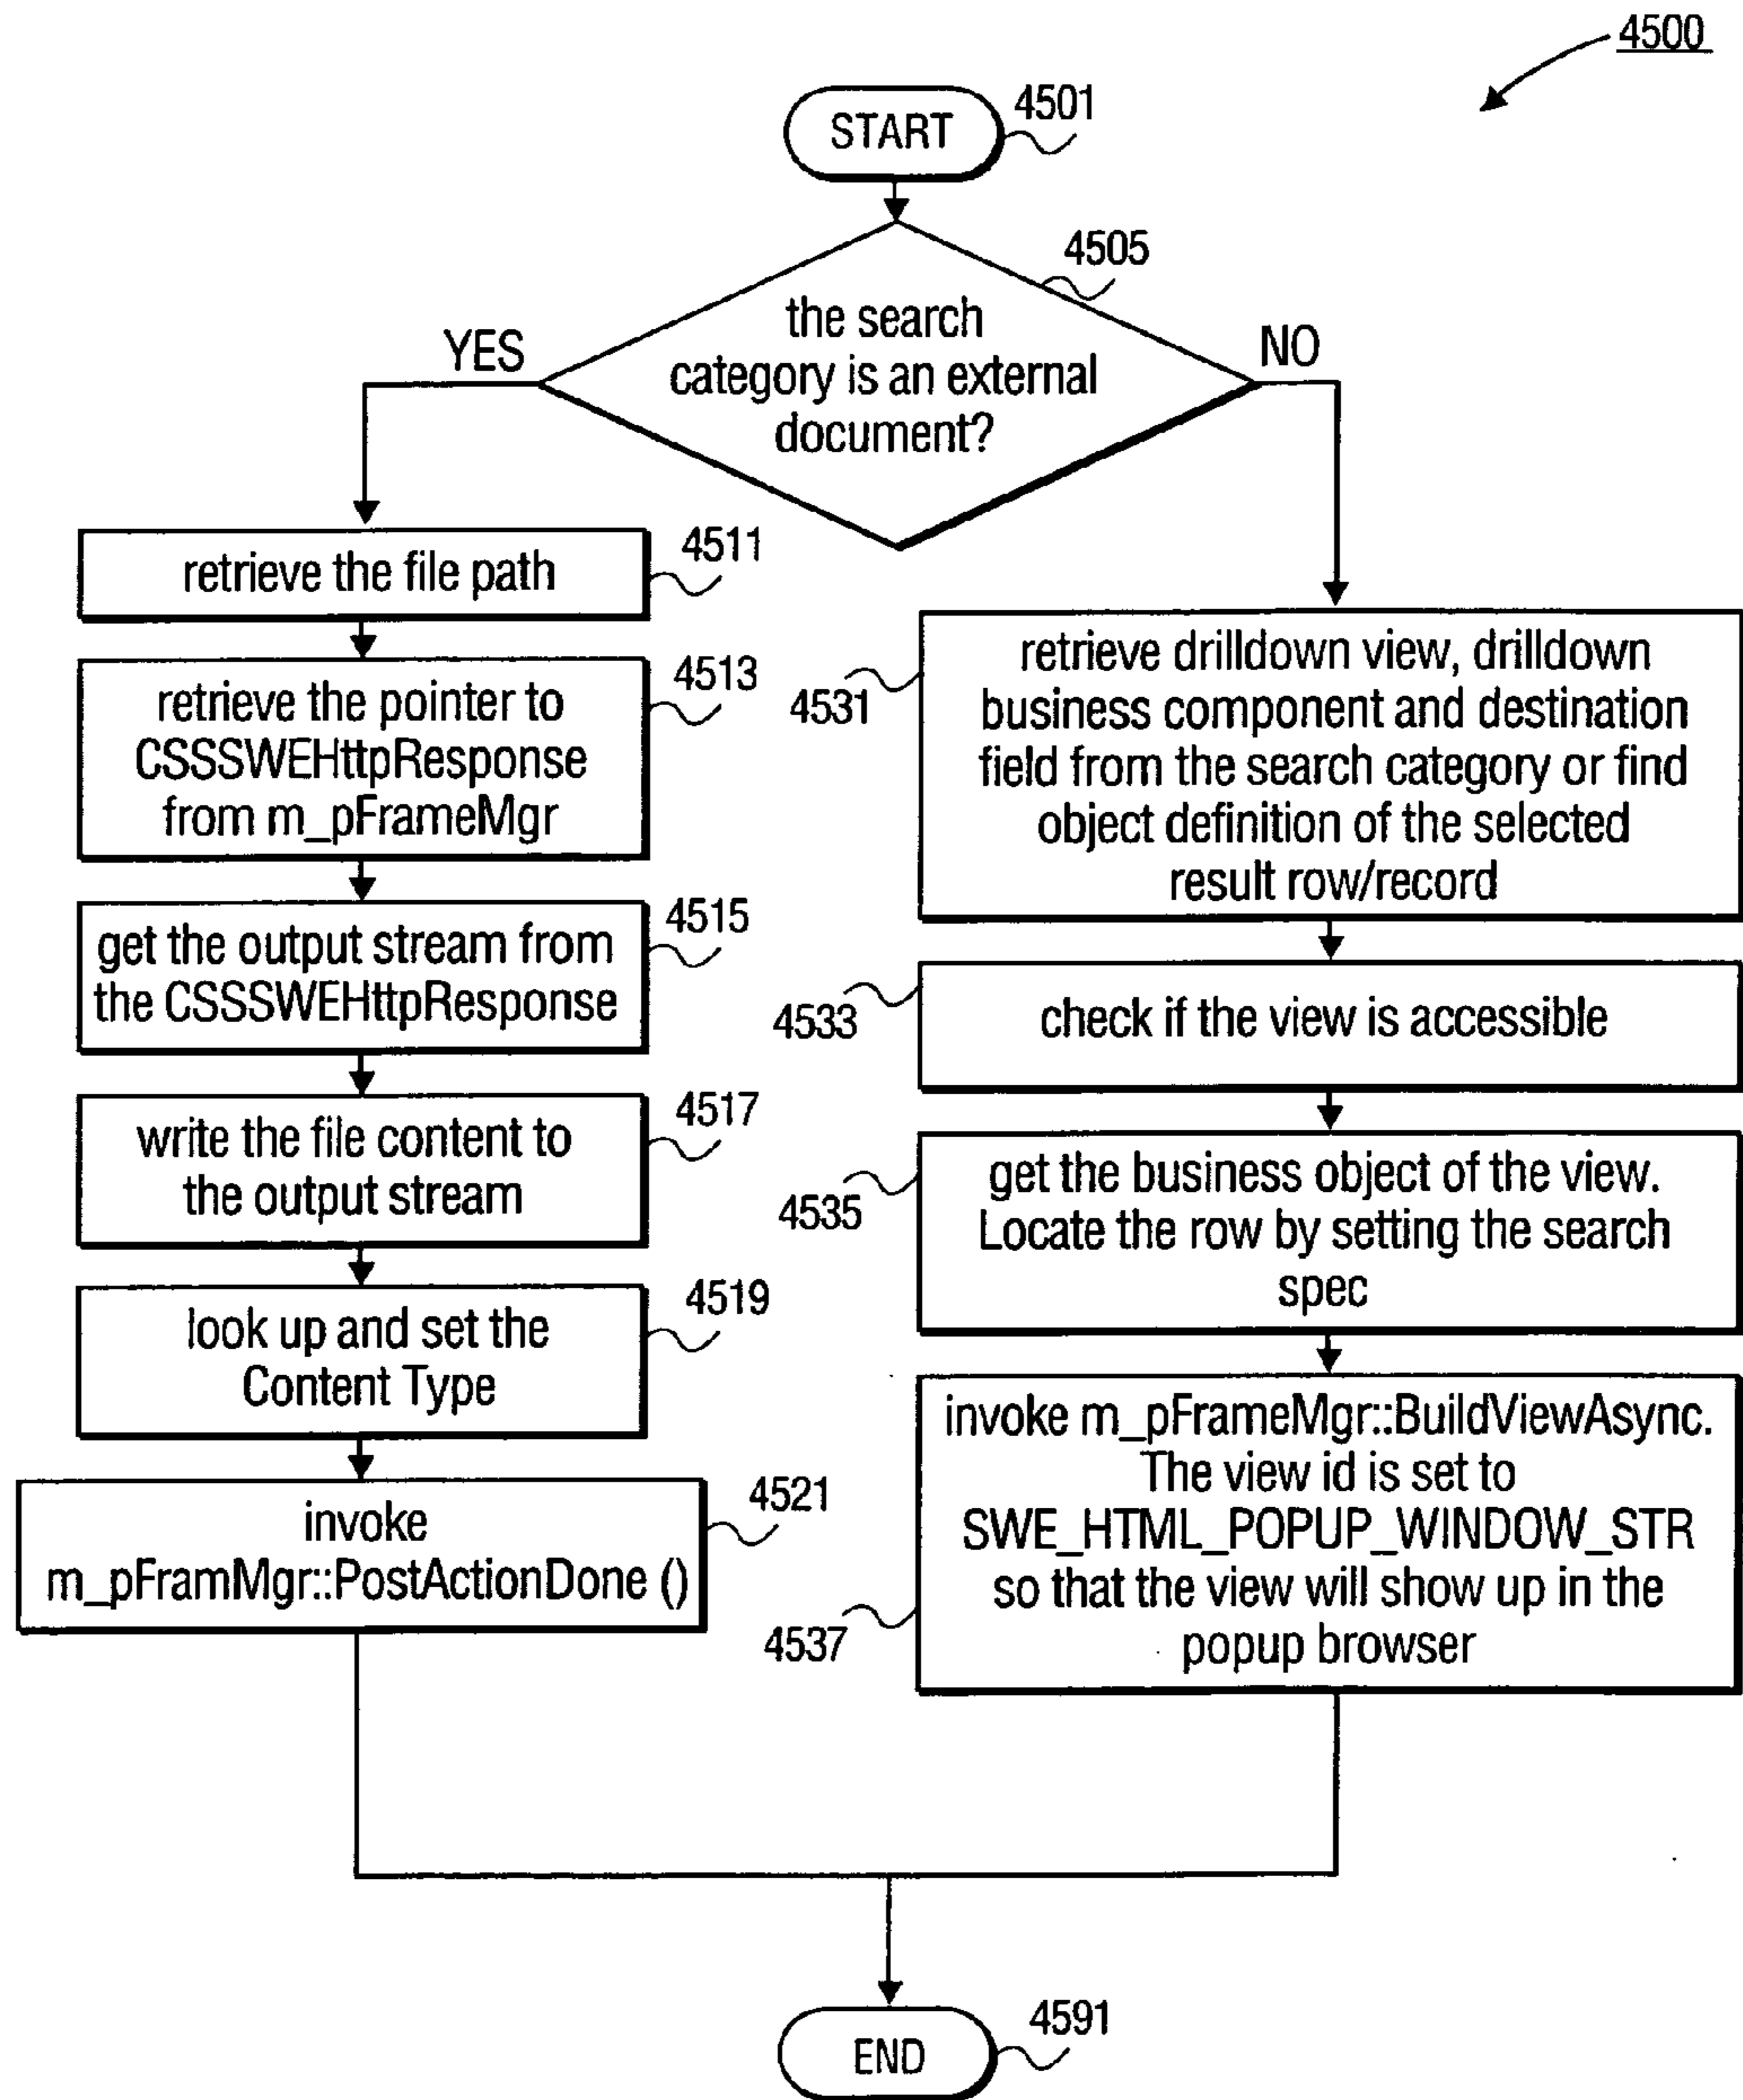 4500
START
4501
4505
the search
category is an external
document?
YES
NO
retrieve the file path
4511
retrieve the pointer to
CSSSWEHttpResponse
from m_pFrameMgr
4513
get the output stream from
the CSSSWEHttpResponse
4515
write the file content to
the output stream
4517
look up and set the
Content Type
4519
invoke
m_pFramMgr::PostActionDone ()
4521
retrieve drilldown view, drilldown
business component and destination
field from the search category or find
object definition of the selected
result row/record
4531
check if the view is accessible
4533
get the business object of the view.
Locate the row by setting the search
spec
4535
invoke m_pFrameMgr::BuildViewAsync.
The view id is set to
SWE_HTML_POPUP_WINDOW_STR
so that the view will show up in the
popup browser
4537
END
4591